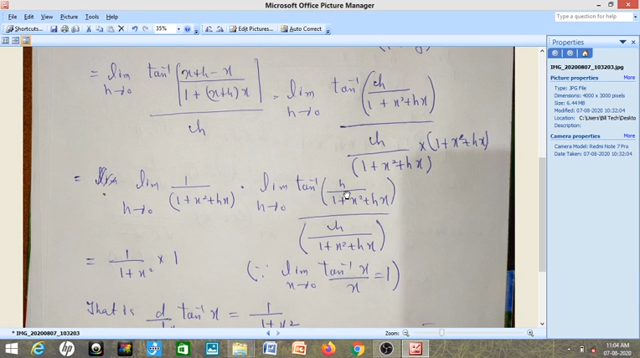 Microsoft Office Picture Manager
File Edit View Picture Tools Help
Type a question for help
Shortcuts... 35% Edit Pictures... Auto Correct
Properties
IMG_20200807_103203.jpg
Picture properties
Type: JPG File
Dimensions: 4000 x 3000 pixels
Size: 6.44 MB
Last modified: 07-08-2020 10:32:04
Location: C:\Users\Bill Tech\Deskto
Description:
Camera properties
Camera model: Redmi Note 7 Pro
Date Taken: 07-08-2020 10:32:04
= lim h→0 tan⁻¹[(x+h-x)/(1+(x+h)x)] / h = lim h→0 tan⁻¹(h/(1+x²+hx)) / (h/(1+x²+hx) × (1+x²+hx))
= lim h→0 1/(1+x²+hx) · lim h→0 tan⁻¹(h/(1+x²+hx)) / (h/(1+x²+hx))
= 1/(1+x²) × 1 (∵ lim x→0 tan⁻¹x/x = 1)
That is d/dx tan⁻¹x = 1/(1+x²)
* IMG_20200807_103203
Zoom:
11:04 AM
07-08-2020